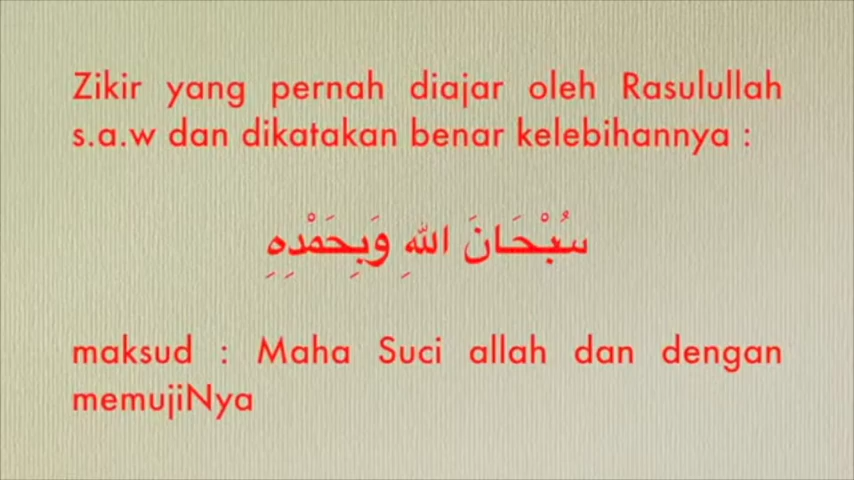 Zikir yang pernah diajar oleh Rasulullah
s.a.w dan dikatakan benar kelebihannya :
سُبْحَانَ اللهِ وَبِحَمْدِهِ
maksud : Maha Suci allah dan dengan
memujiNya